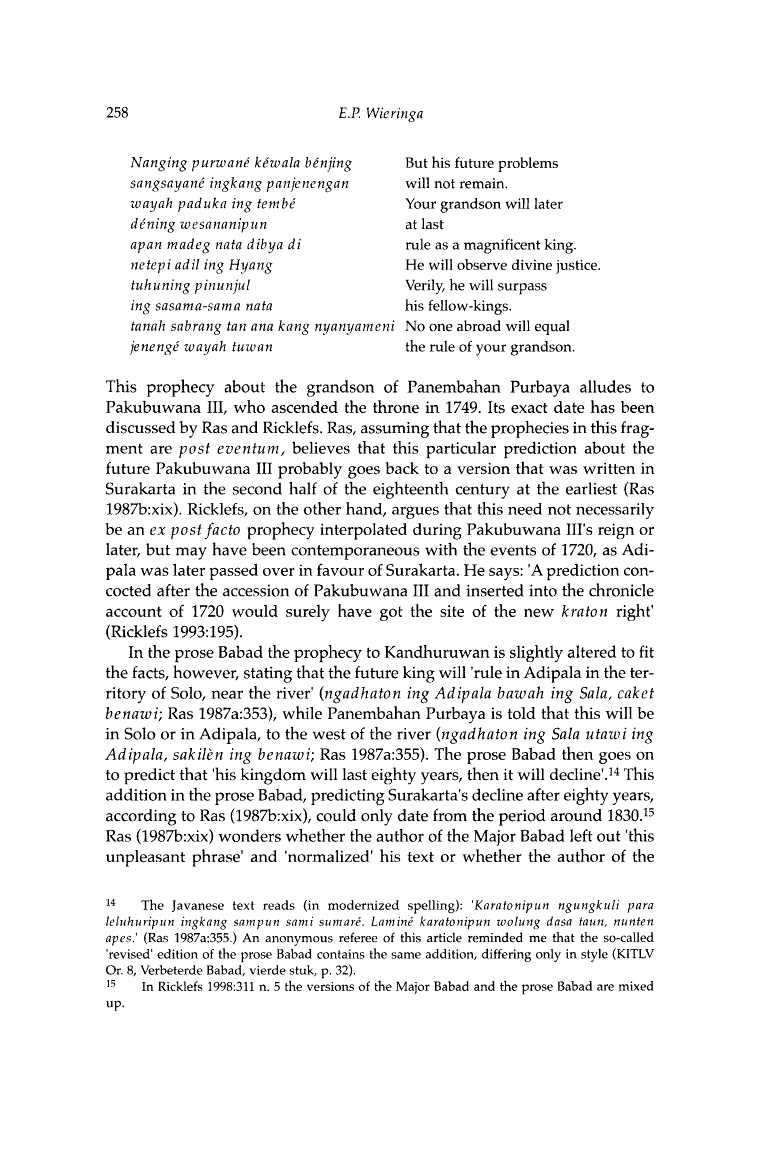 258 E.P. Wieringa
Nanging purwané kéwala bénjing But his future problems
sangsayané ingkang panjenengan will not remain.
wayah paduka ing tembé Your grandson will later
déning wesananipun at last
apan madeg nata dibya di rule as a magnificent king.
netepi adil ing Hyang He will observe divine justice.
tuhuning pinunjul Verily, he will surpass
ing sasama-sama nata his fellow-kings.
tanah sabrang tan ana kang nyanyameni No one abroad will equal
jenengé wayah tuwan the rule of your grandson.
This prophecy about the grandson of Panembahan Purbaya alludes to
Pakubuwana III, who ascended the throne in 1749. Its exact date has been
discussed by Ras and Ricklefs. Ras, assuming that the prophecies in this frag-
ment are post eventum, believes that this particular prediction about the
future Pakubuwana III probably goes back to a version that was written in
Surakarta in the second half of the eighteenth century at the earliest (Ras
1987b:xix). Ricklefs, on the other hand, argues that this need not necessarily
be an ex post facto prophecy interpolated during Pakubuwana III's reign or
later, but may have been contemporaneous with the events of 1720, as Adi-
pala was later passed over in favour of Surakarta. He says: 'A prediction con-
cocted after the accession of Pakubuwana III and inserted into the chronicle
account of 1720 would surely have got the site of the new kraton right'
(Ricklefs 1993:195).
In the prose Babad the prophecy to Kandhuruwan is slightly altered to fit
the facts, however, stating that the future king will 'rule in Adipala in the ter-
ritory of Solo, near the river' (ngadhaton ing Adipala bawah ing Sala, caket
benawi; Ras 1987a:353), while Panembahan Purbaya is told that this will be
in Solo or in Adipala, to the west of the river (ngadhaton ing Sala utawi ing
Adipala, sakilèn ing benawi; Ras 1987a:355). The prose Babad then goes on
to predict that 'his kingdom will last eighty years, then it will decline'.14 This
addition in the prose Babad, predicting Surakarta's decline after eighty years,
according to Ras (1987b:xix), could only date from the period around 1830.15
Ras (1987b:xix) wonders whether the author of the Major Babad left out 'this
unpleasant phrase' and 'normalized' his text or whether the author of the
14 The Javanese text reads (in modernized spelling): 'Karatonipun ngungkuli para
leluhuripun ingkang sampun sami sumaré. Laminé karatonipun wolung dasa taun, nunten
apes.' (Ras 1987a:355.) An anonymous referee of this article reminded me that the so-called
'revised' edition of the prose Babad contains the same addition, differing only in style (KITLV
Or. 8, Verbeterde Babad, vierde stuk, p. 32).
15 In Ricklefs 1998:311 n. 5 the versions of the Major Babad and the prose Babad are mixed
up.